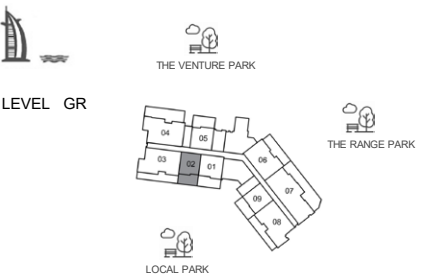 THE VENTURE PARK
LEVEL GR
THE RANGE PARK
04
05
03
02
01
06
07
09
08
LOCAL PARK